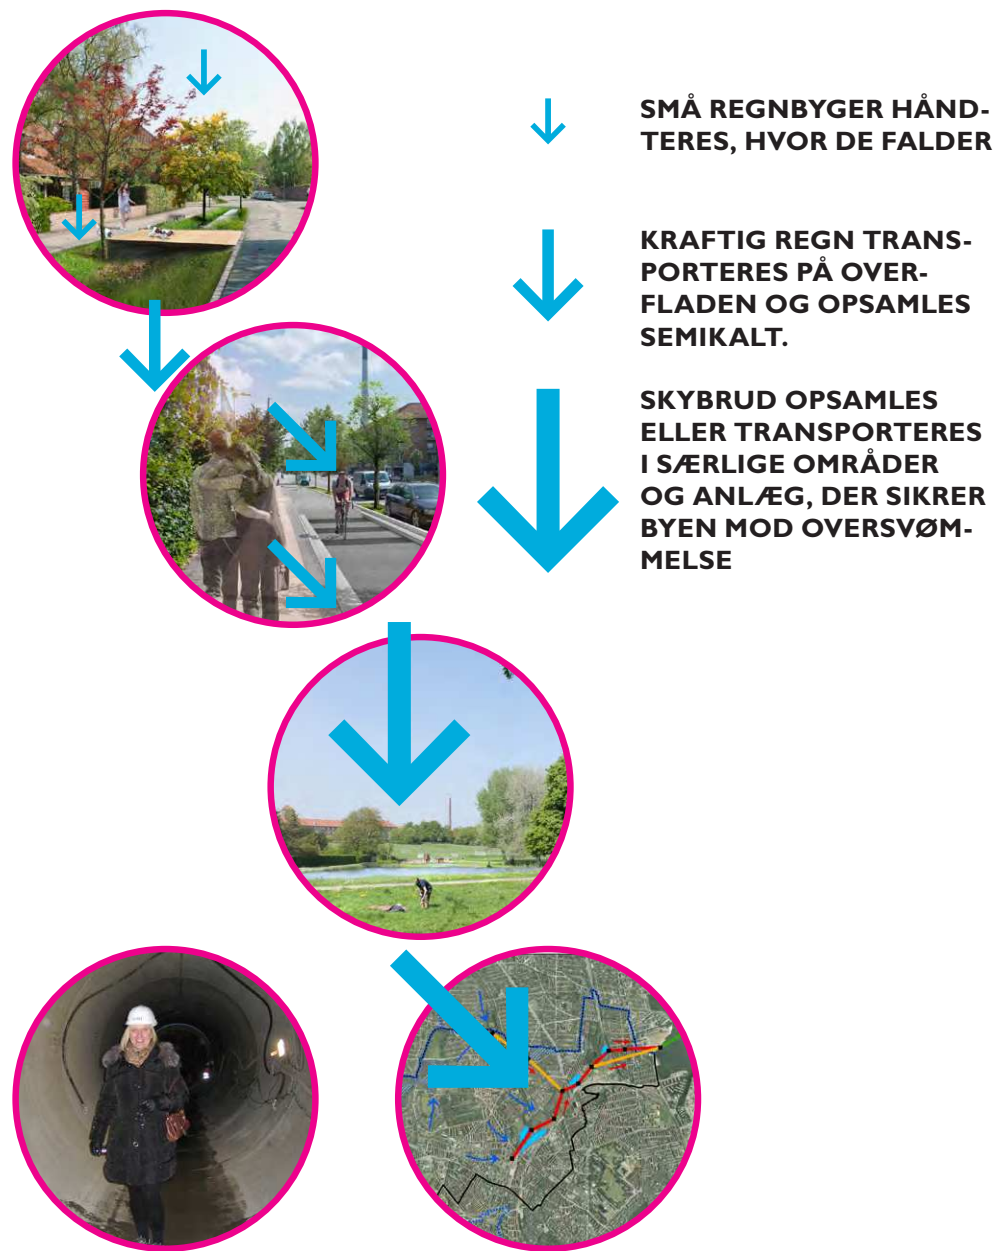 SMÅ REGNBYGER HÅND-
TERES, HVOR DE FALDER
KRAFTIG REGN TRANS-
PORTERES PÅ OVER-
FLADEN OG OPSAMLES
SEMIKALT.
SKYBRUD OPSAMLES
ELLER TRANSPORTERES
I SÆRLIGE OMRÅDER
OG ANLÆG, DER SIKRER
BYEN MOD OVERSVØM-
MELSE